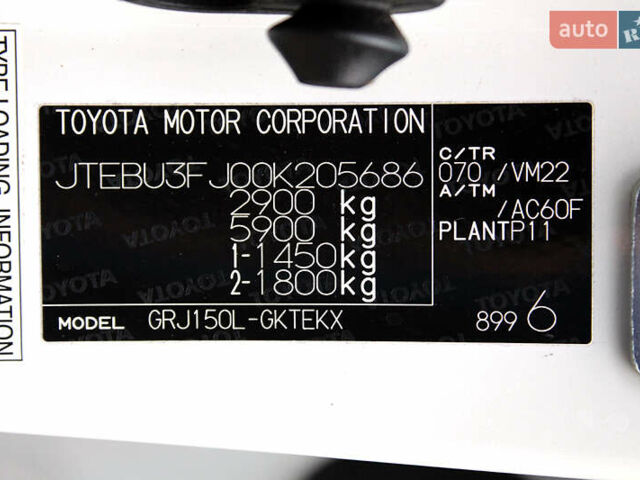 auto
TYPE LOADING INFORMATION
TOYOTA MOTOR CORPORATION
JTEBU3FJ00K205686
2900 kg
5900 kg
1-1450kg
2-1800kg
MODEL GRJ150L-GKTEKX
C/TR
070 /VM22
A/TM
/AC60F
PLANTP11
899 6